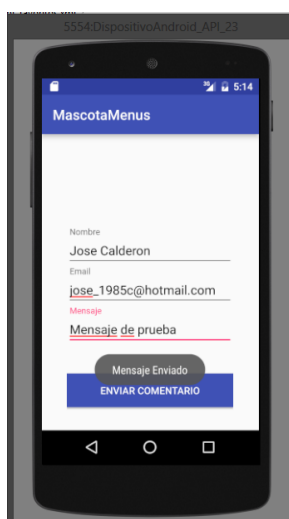 5554:DispositivoAndroid_API_23
5:14
MascotaMenus
Nombre
Jose Calderon
Email
jose_1985c@hotmail.com
Mensaje
Mensaje de prueba
Mensaje Enviado
ENVIAR COMENTARIO